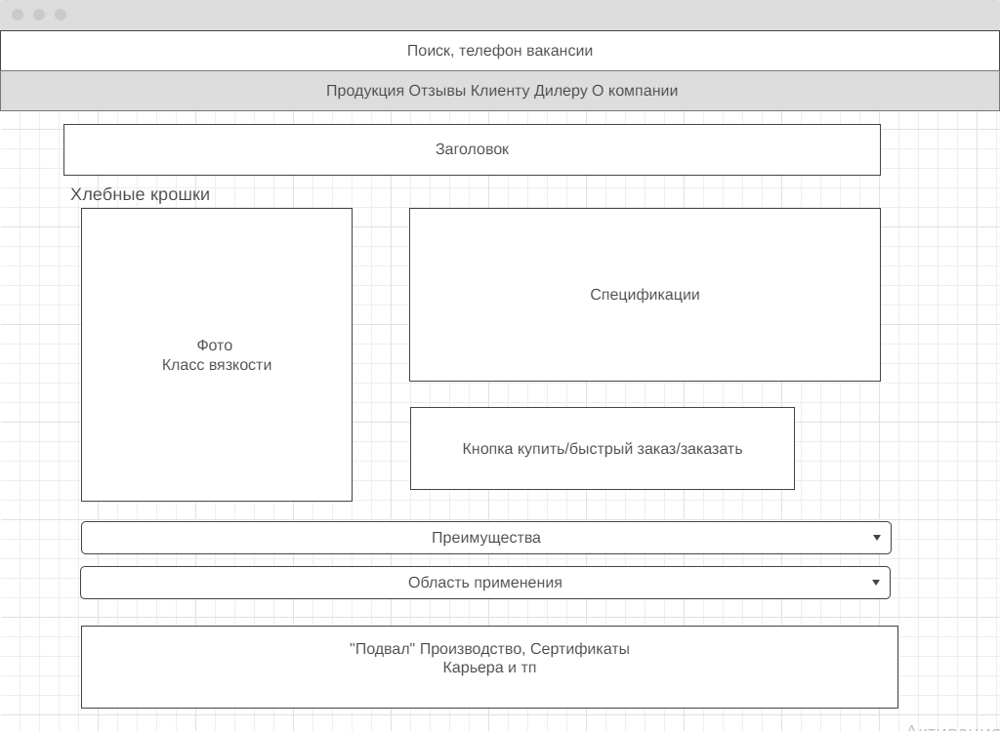 Поиск, телефон вакансии
Продукция Отзывы Клиенту Дилеру О компании
Заголовок
Хлебные крошки
Фото
Класс вязкости
Спецификации
Кнопка купить/быстрый заказ/заказать
Преимущества
Область применения
"Подвал" Производство, Сертификаты
Карьера и тп